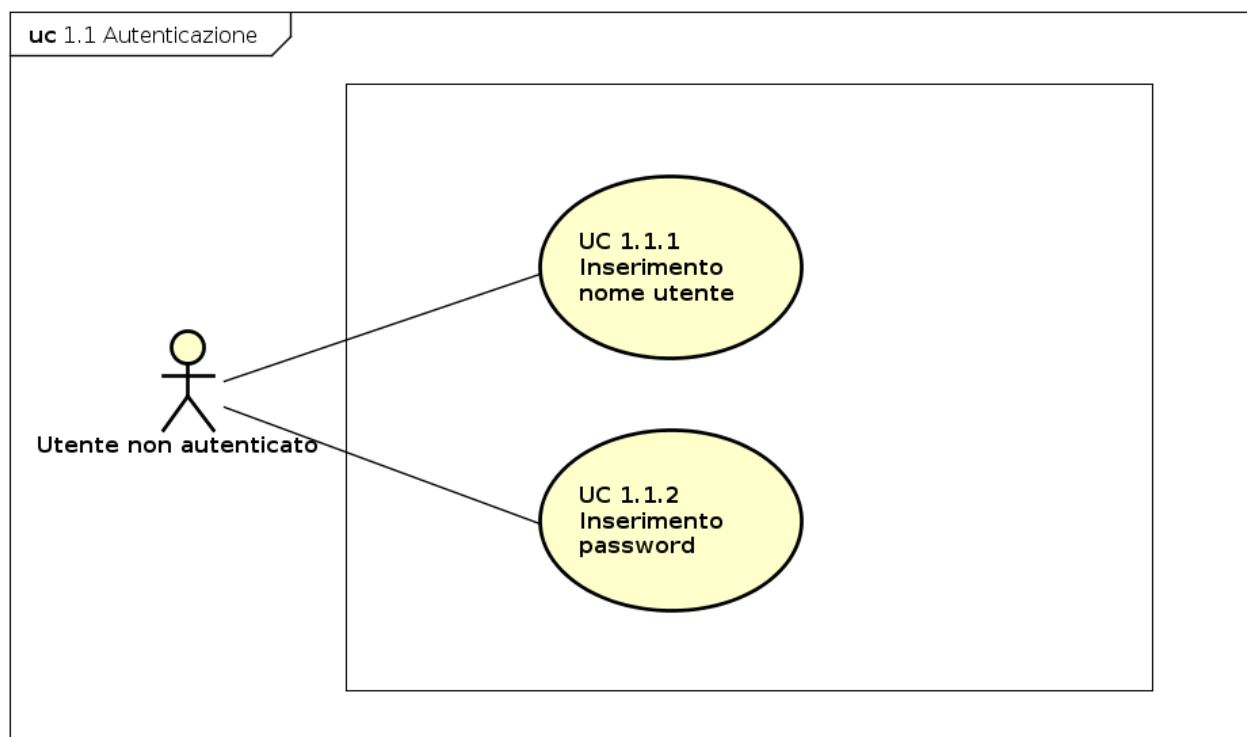 uc 1.1 Autenticazione
UC 1.1.1
Inserimento
nome utente
Utente non autenticato
UC 1.1.2
Inserimento
password